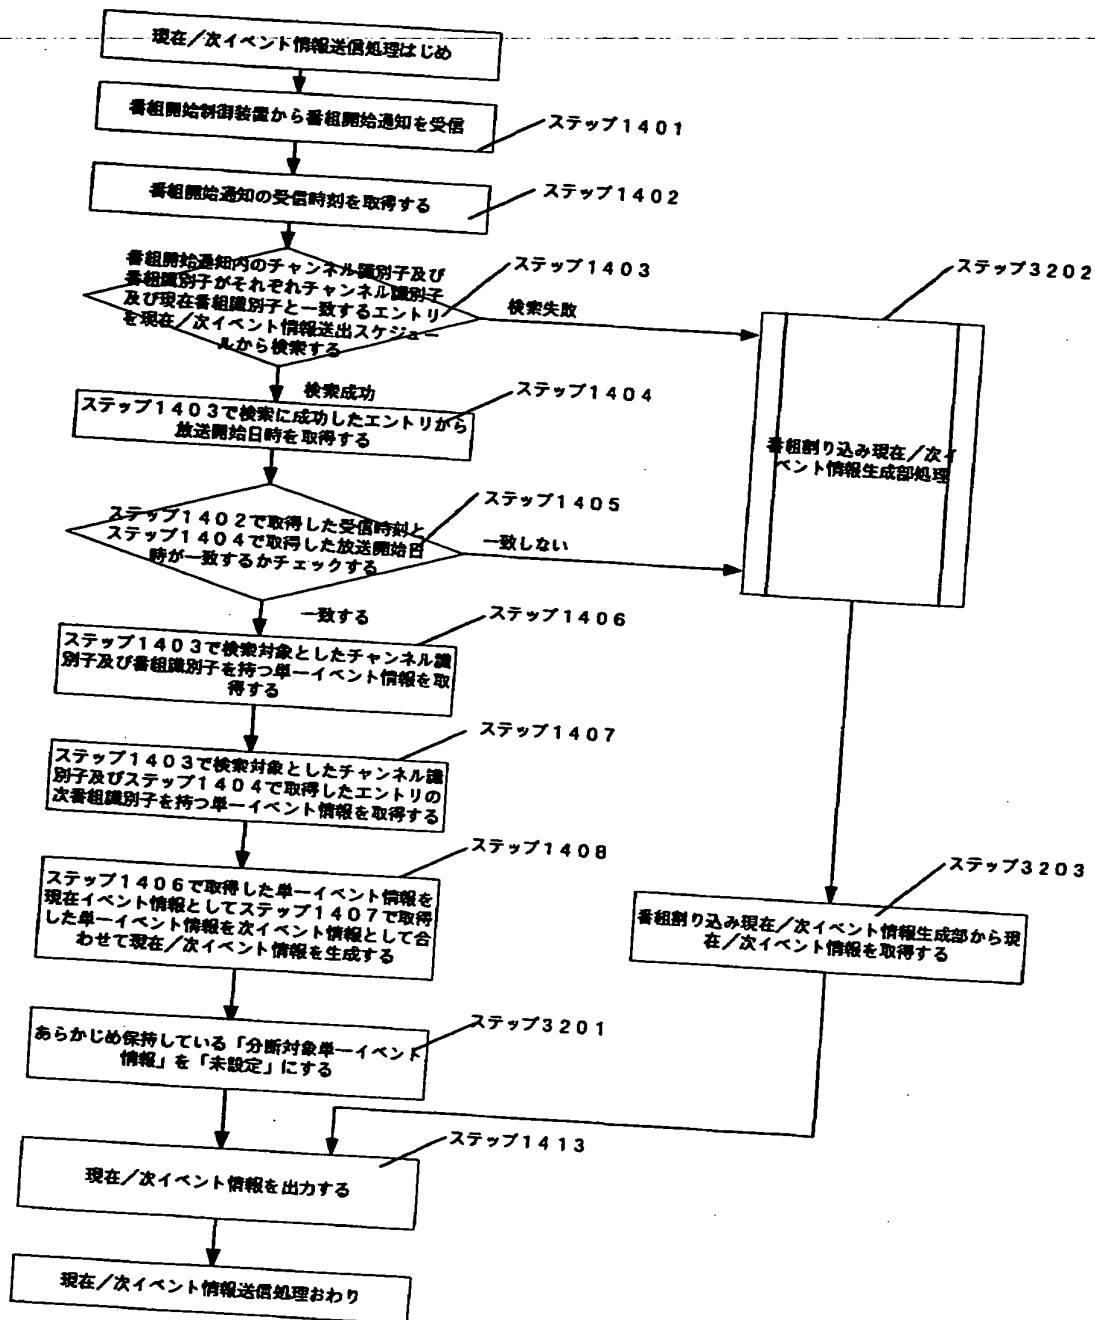 現在／次イベント情報送信処理はじめ
番組開始制御装置から番組開始通知を受信
ステップ１４０１
番組開始通知の受信時刻を取得する
ステップ１４０２
番組開始通知内のチャンネル識別子及び
番組識別子がそれぞれチャンネル識別子
及び現在番組識別子と一致するエントリ
を現在／次イベント情報送出スケジュー
ルから検索する
ステップ１４０３
検索失敗
ステップ３２０２
検索成功
ステップ１４０３で検索に成功したエントリから
放送開始日時を取得する
ステップ１４０４
番組割り込み現在／次イ
ベント情報生成部処理
ステップ１４０２で取得した受信時刻と
ステップ１４０４で取得した放送開始日
時が一致するかチェックする
ステップ１４０５
一致しない
一致する
ステップ１４０３で検索対象としたチャンネル識
別子及び番組識別子を持つ単一イベント情報を取
得する
ステップ１４０６
ステップ１４０３で検索対象としたチャンネル識
別子及びステップ１４０４で取得したエントリの
次番組識別子を持つ単一イベント情報を取得する
ステップ１４０７
ステップ１４０６で取得した単一イベント情報を
現在イベント情報としてステップ１４０７で取得
した単一イベント情報を次イベント情報として合
わせて現在／次イベント情報を生成する
ステップ１４０８
番組割り込み現在／次イベント情報生成部から現
在／次イベント情報を取得する
ステップ３２０３
あらかじめ保持している「分断対象単一イベント
情報」を「未設定」にする
ステップ３２０１
現在／次イベント情報を出力する
ステップ１４１３
現在／次イベント情報送信処理おわり